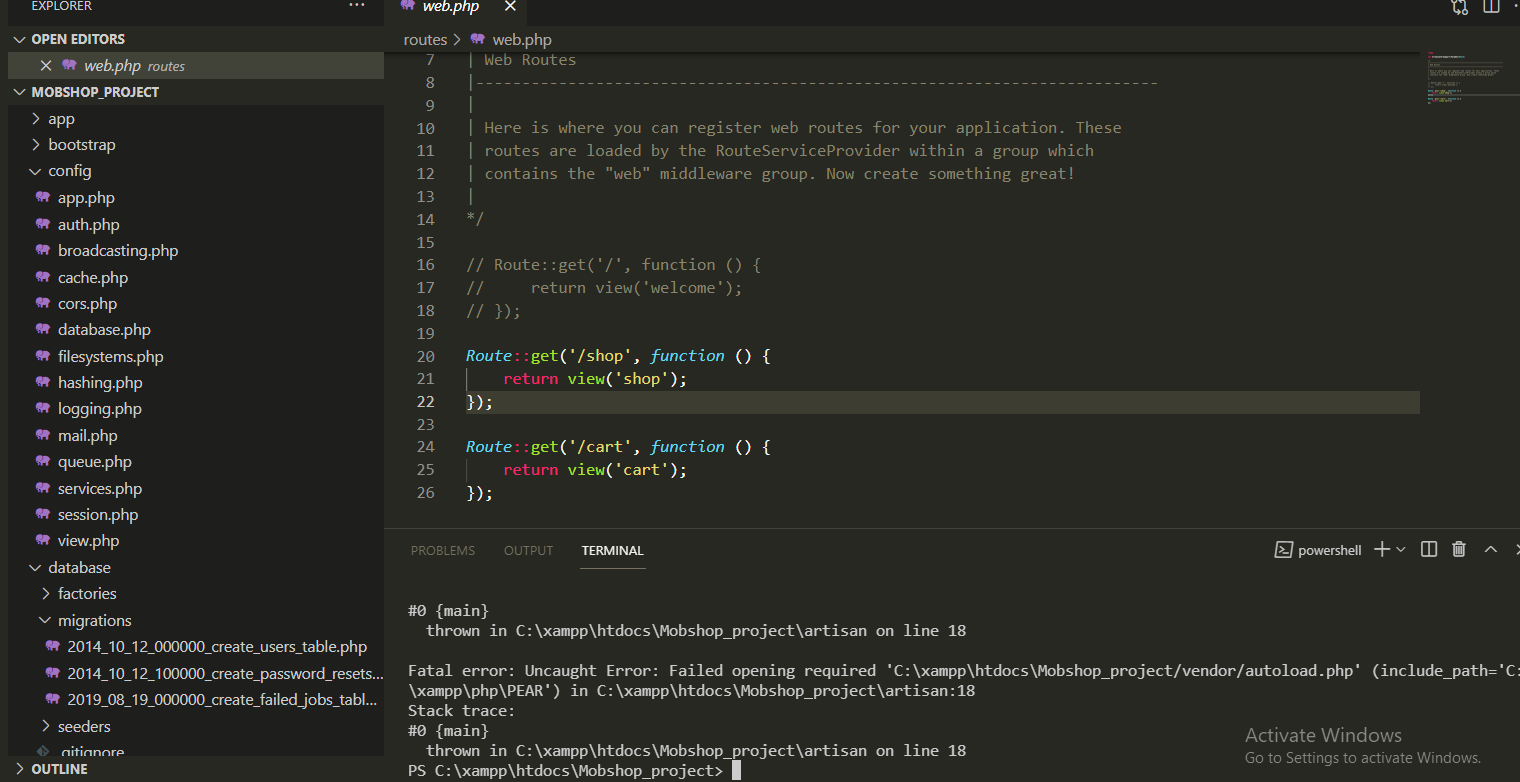 EXPLORER
...
OPEN EDITORS
web.php routes
MOBSHOP_PROJECT
app
bootstrap
config
app.php
auth.php
broadcasting.php
cache.php
cors.php
database.php
filesystems.php
hashing.php
logging.php
mail.php
queue.php
services.php
session.php
view.php
database
factories
migrations
2014_10_12_000000_create_users_table.php
2014_10_12_100000_create_password_resets...
2019_08_19_000000_create_failed_jobs_tabl...
seeders
.gitignore
OUTLINE
web.php
routes > web.php
7 | Web Routes
8 |--------------------------------------------------------------------------
9 |
10 | Here is where you can register web routes for your application. These
11 | routes are loaded by the RouteServiceProvider within a group which
12 | contains the "web" middleware group. Now create something great!
13 |
14 */
15
16 // Route::get('/', function () {
17 //     return view('welcome');
18 // });
19
20 Route::get('/shop', function () {
21     return view('shop');
22 });
23
24 Route::get('/cart', function () {
25     return view('cart');
26 });
PROBLEMS OUTPUT TERMINAL
powershell
#0 {main}
  thrown in C:\xampp\htdocs\Mobshop_project\artisan on line 18
Fatal error: Uncaught Error: Failed opening required 'C:\xampp\htdocs\Mobshop_project/vendor/autoload.php' (include_path='C:
\xampp\php\PEAR') in C:\xampp\htdocs\Mobshop_project\artisan:18
Stack trace:
#0 {main}
  thrown in C:\xampp\htdocs\Mobshop_project\artisan on line 18
PS C:\xampp\htdocs\Mobshop_project>
Activate Windows
Go to Settings to activate Windows.